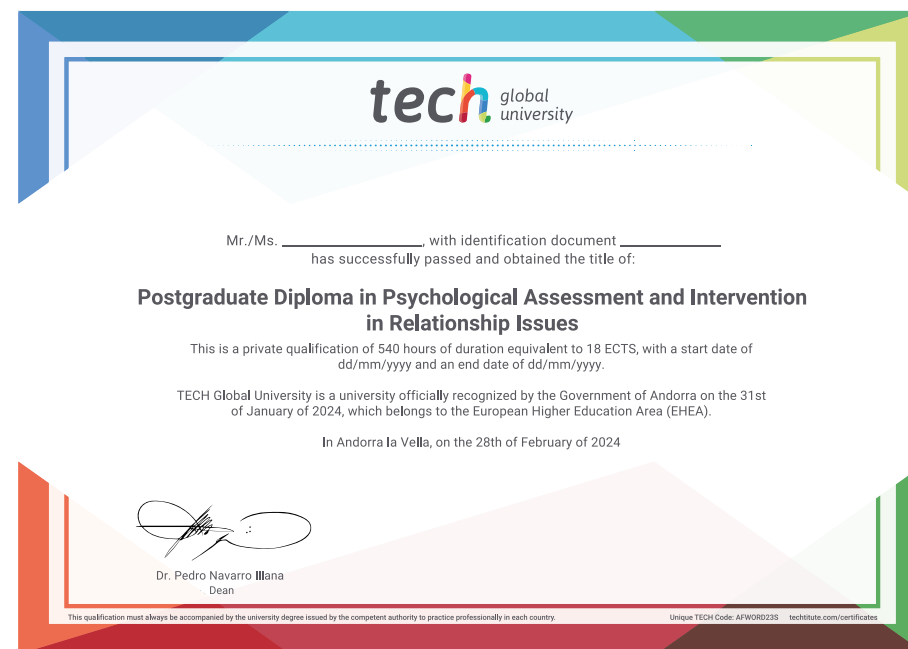 tech global university
Mr./Ms. ____________________, with identification document ______________
has successfully passed and obtained the title of:
Postgraduate Diploma in Psychological Assessment and Intervention
in Relationship Issues
This is a private qualification of 540 hours of duration equivalent to 18 ECTS, with a start date of
dd/mm/yyyy and an end date of dd/mm/yyyy.
TECH Global University is a university officially recognized by the Government of Andorra on the 31st
of January of 2024, which belongs to the European Higher Education Area (EHEA).
In Andorra la Vella, on the 28th of February of 2024
Dr. Pedro Navarro Illana
Dean
This qualification must always be accompanied by the university degree issued by the competent authority to practice professionally in each country. Unique TECH Code: AFWORD23S techtitute.com/certificates